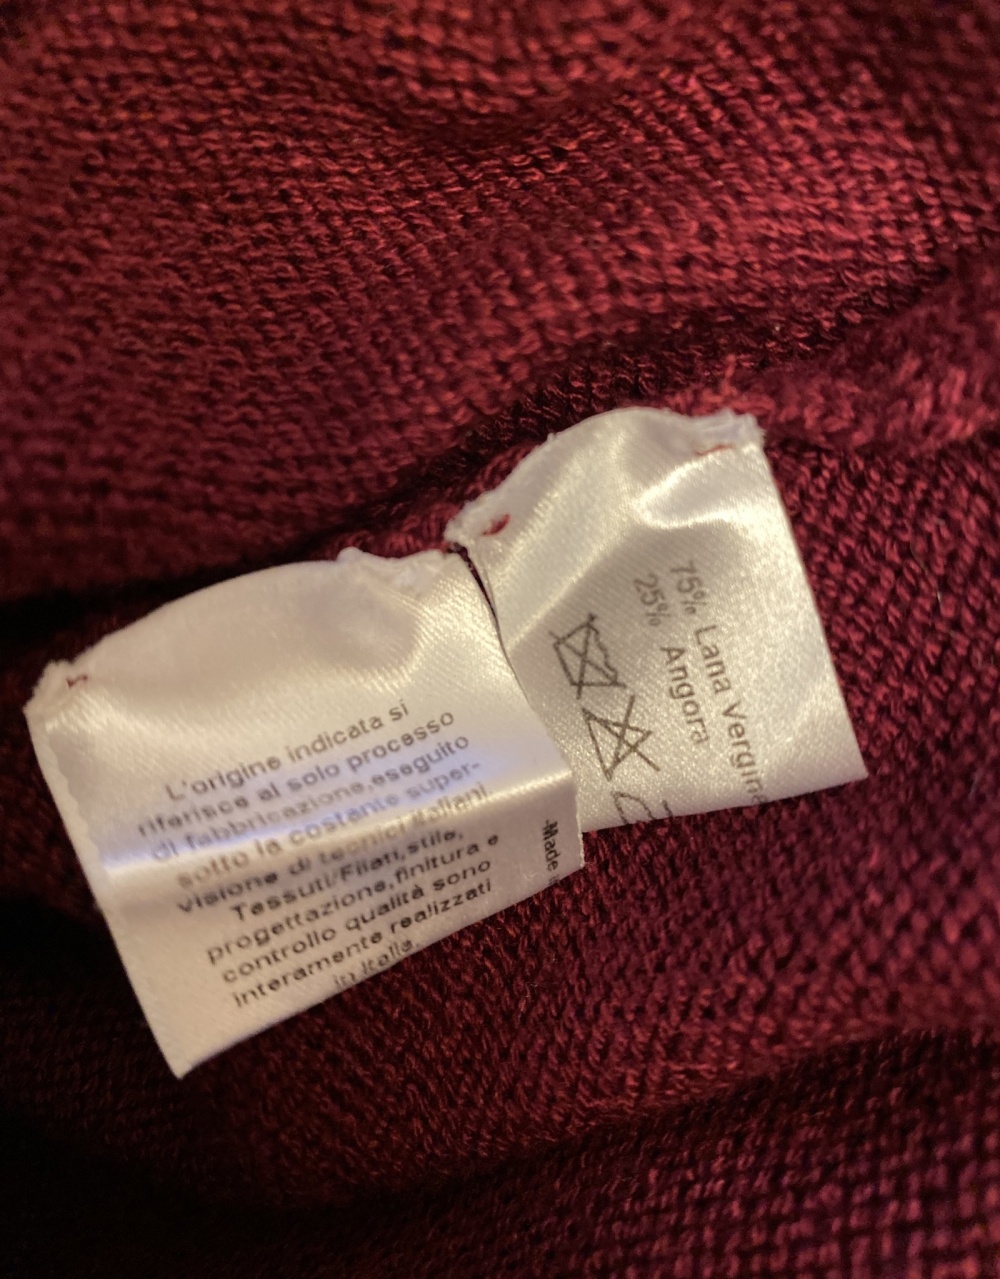 L'origine indicata si
riferisce al solo processo
di fabbricazione,eseguito
sotto la costante super-
visione di tecnici italiani.
Tessuti/Filati,stile,
progettazione,finitura e
controllo qualità sono
interamente realizzati
in Italia.
-Made
75% Lana Vergine
25% Angora